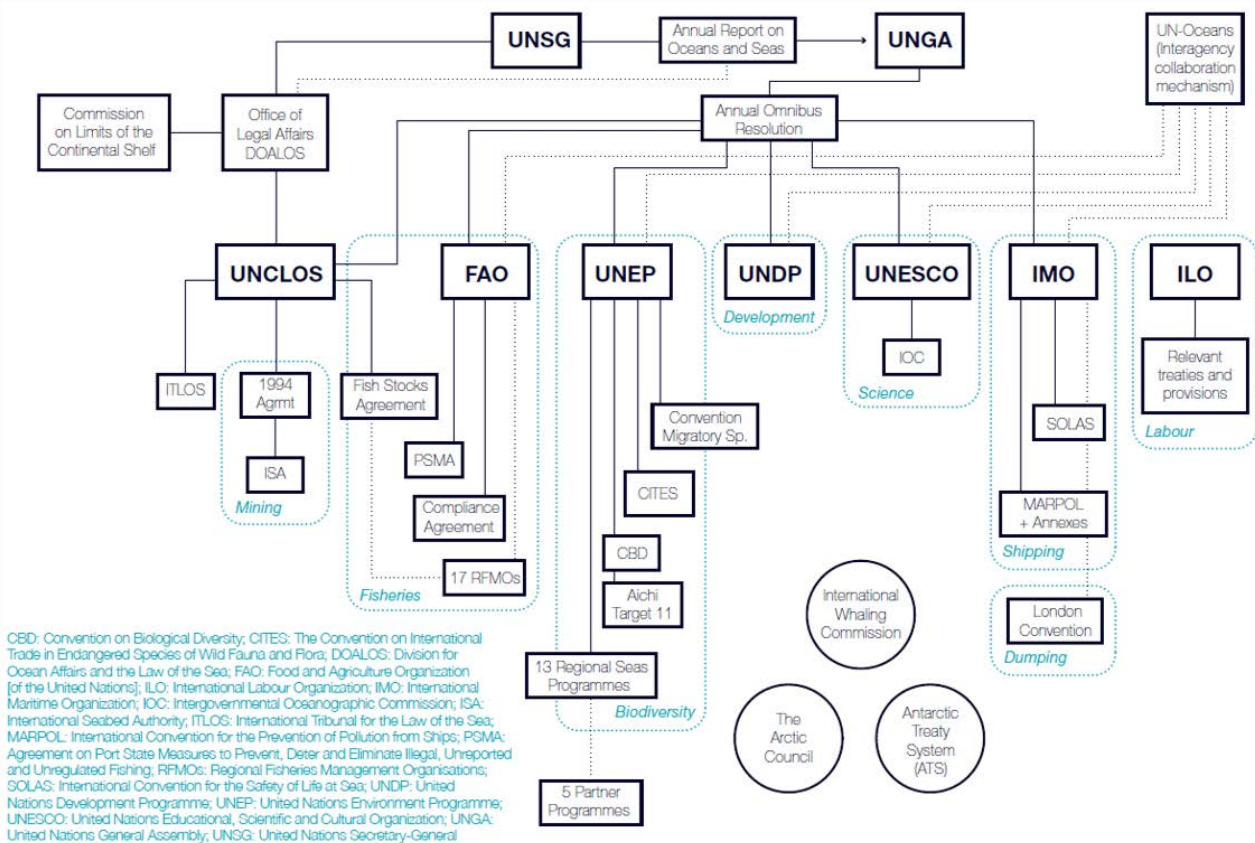 UNSG
Annual Report on
Oceans and Seas
UNGA
UN-Oceans
(Interagency
collaboration
mechanism)
Commission
on Limits of the
Continental Shelf
Office of
Legal Affairs
DOALOS
Annual Omnibus
Resolution
UNCLOS
FAO
UNEP
UNDP
UNESCO
IMO
ILO
Development
ITLOS
1994
Agrmt
ISA
Mining
Fish Stocks
Agreement
PSMA
Compliance
Agreement
17 RFMOs
Fisheries
Convention
Migratory Sp.
CITES
CBD
Aichi
Target 11
13 Regional Seas
Programmes
Biodiversity
5 Partner
Programmes
IOC
Science
SOLAS
MARPOL
+ Annexes
Shipping
London
Convention
Dumping
Relevant
treaties and
provisions
Labour
International
Whaling
Commission
The
Arctic
Council
Antarctic
Treaty
System
(ATS)
CBD: Convention on Biological Diversity; CITES: The Convention on International
Trade in Endangered Species of Wild Fauna and Flora; DOALOS: Division for
Ocean Affairs and the Law of the Sea; FAO: Food and Agriculture Organization
[of the United Nations]; ILO: International Labour Organization; IMO: International
Maritime Organization; IOC: Intergovernmental Oceanographic Commission; ISA:
International Seabed Authority; ITLOS: International Tribunal for the Law of the Sea;
MARPOL: International Convention for the Prevention of Pollution from Ships; PSMA:
Agreement on Port State Measures to Prevent, Deter and Eliminate Illegal, Unreported
and Unregulated Fishing; RFMOs: Regional Fisheries Management Organisations;
SOLAS: International Convention for the Safety of Life at Sea; UNDP: United
Nations Development Programme; UNEP: United Nations Environment Programme;
UNESCO: United Nations Educational, Scientific and Cultural Organization; UNGA:
United Nations General Assembly; UNSG: United Nations Secretary-General